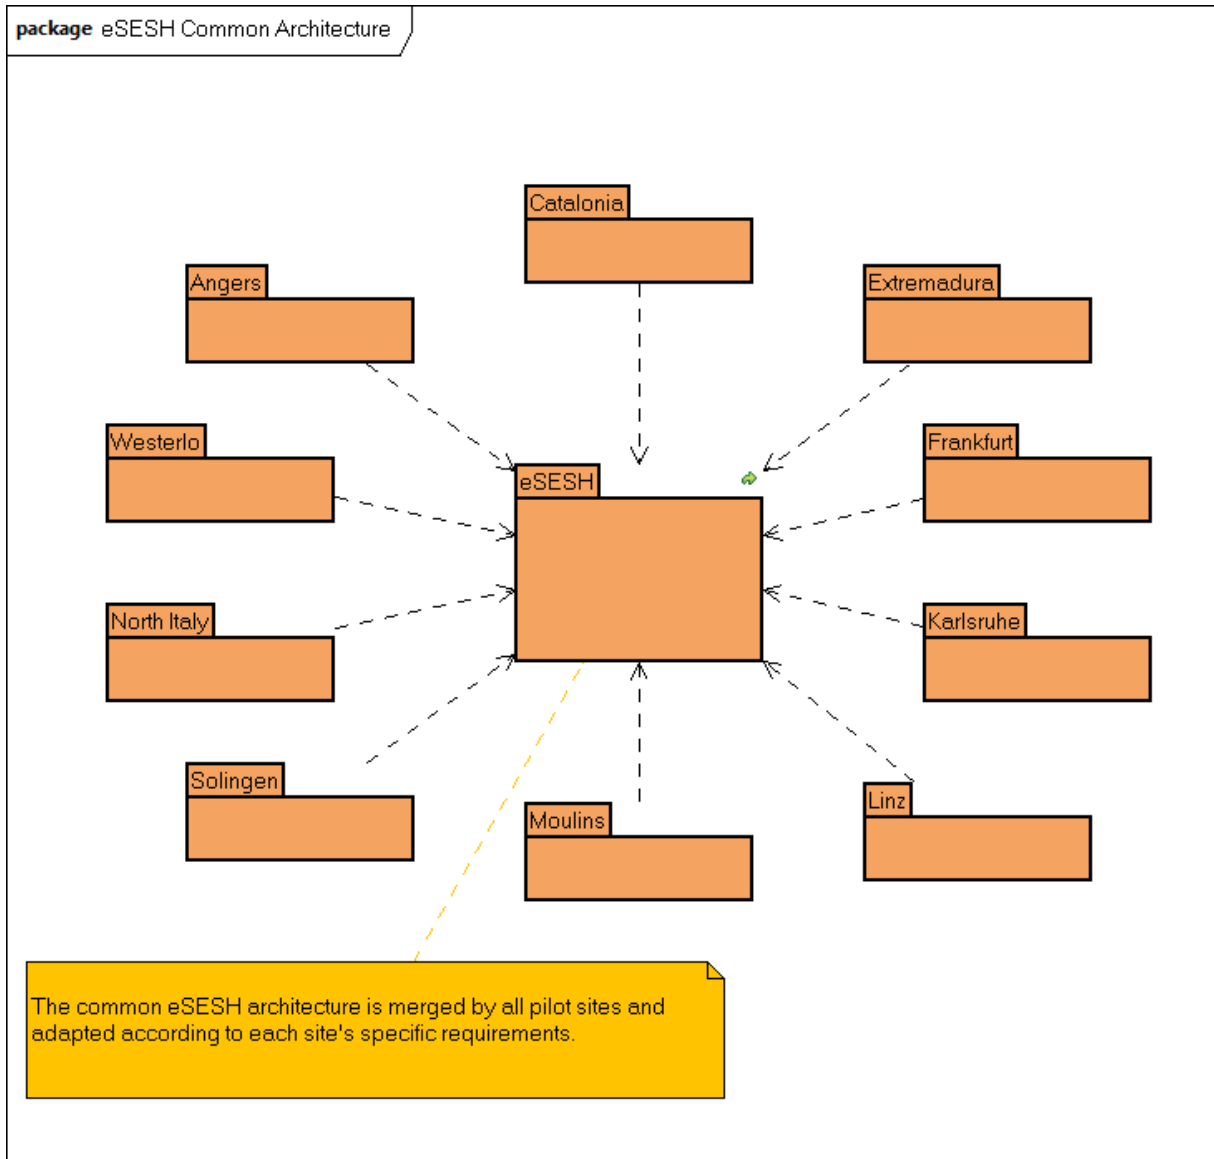 package eSESH Common Architecture
Catalonia
Angers
Extremadura
Westerlo
Frankfurt
eSESH
North Italy
Karlsruhe
Solingen
Linz
Moulins
The common eSESH architecture is merged by all pilot sites and
adapted according to each site's specific requirements.